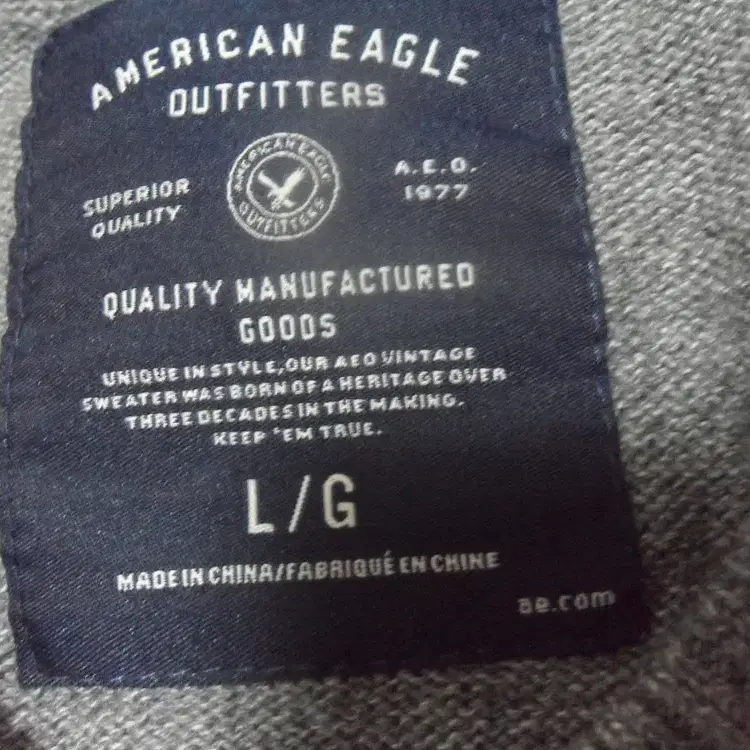 AMERICAN EAGLE
OUTFITTERS
SUPERIOR
QUALITY
AMERICAN EAGLE
OUTFITTERS
A.E.O.
1977
QUALITY MANUFACTURED
GOODS
UNIQUE IN STYLE, OUR AEO VINTAGE
SWEATER WAS BORN OF A HERITAGE OVER
THREE DECADES IN THE MAKING.
KEEP 'EM TRUE.
L/G
MADE IN CHINA/FABRIQUÉ EN CHINE
ae.com